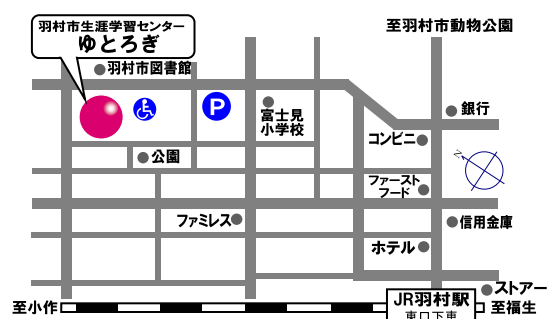 羽村市生涯学習センター
ゆとろぎ
至羽村市動物公園
羽村市図書館
P
富士見
小学校
銀行
コンビニ
公園
N
ファースト
フード
ファミレス
信用金庫
ホテル
ストアー
至小作
JR羽村駅
東口下車
至福生